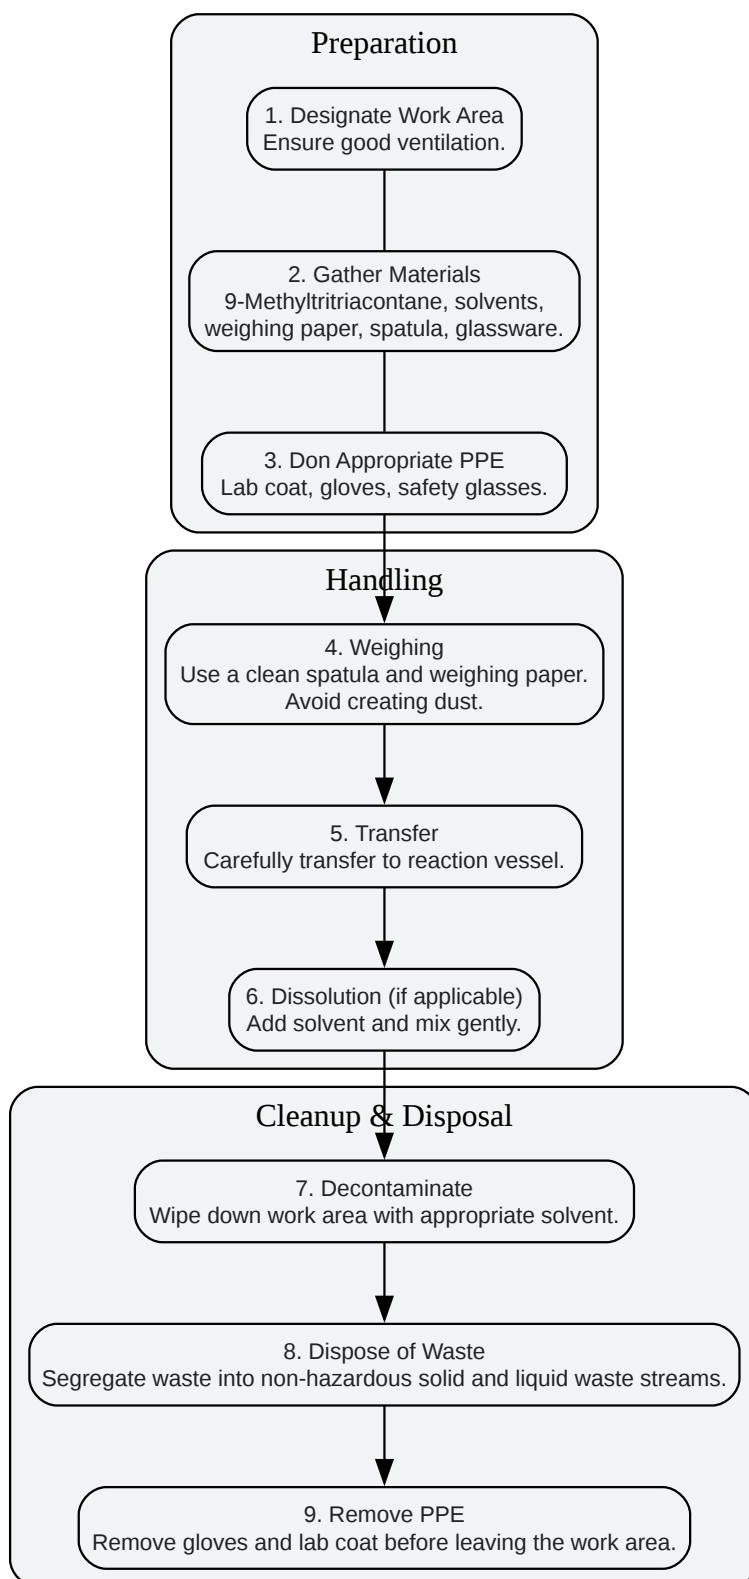 Preparation
1. Designate Work Area
Ensure good ventilation.
2. Gather Materials
9-Methyltritriacontane, solvents,
weighing paper, spatula, glassware.
3. Don Appropriate PPE
Lab coat, gloves, safety glasses.
Handling
4. Weighing
Use a clean spatula and weighing paper.
Avoid creating dust.
5. Transfer
Carefully transfer to reaction vessel.
6. Dissolution (if applicable)
Add solvent and mix gently.
Cleanup & Disposal
7. Decontaminate
Wipe down work area with appropriate solvent.
8. Dispose of Waste
Segregate waste into non-hazardous solid and liquid waste streams.
9. Remove PPE
Remove gloves and lab coat before leaving the work area.